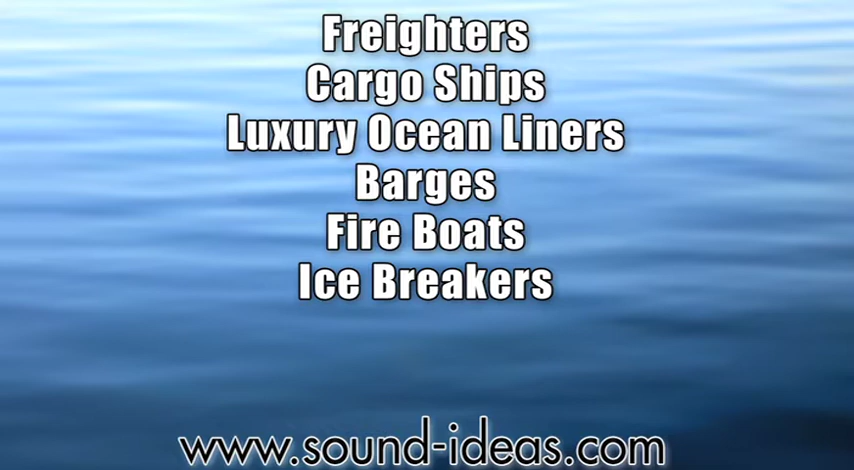 Freighters
Cargo Ships
Luxury Ocean Liners
Barges
Fire Boats
Ice Breakers
www.sound-ideas.com